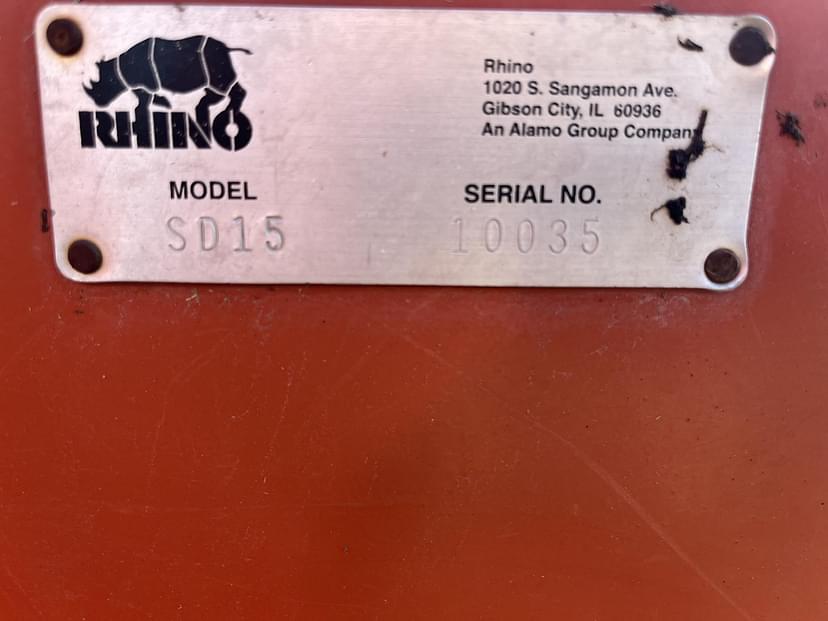 RHINO
Rhino
1020 S. Sangamon Ave.
Gibson City, IL 60936
An Alamo Group Company
MODEL
SERIAL NO.
SD15
10035